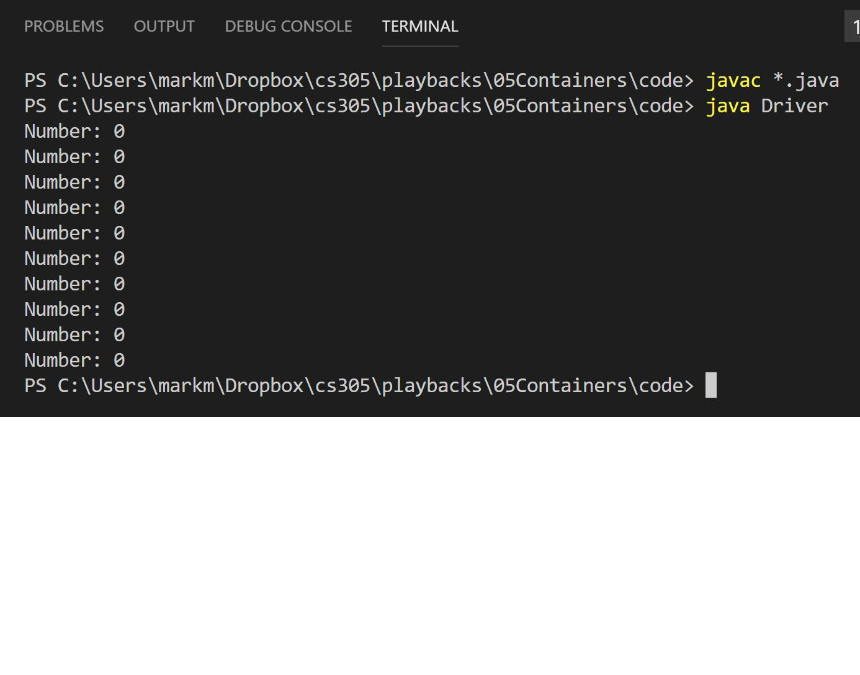 PROBLEMS OUTPUT DEBUG CONSOLE TERMINAL 1
PS C:\Users\markm\Dropbox\cs305\playbacks\05Containers\code> javac *.java
PS C:\Users\markm\Dropbox\cs305\playbacks\05Containers\code> java Driver
Number: 0
Number: 0
Number: 0
Number: 0
Number: 0
Number: 0
Number: 0
Number: 0
Number: 0
Number: 0
PS C:\Users\markm\Dropbox\cs305\playbacks\05Containers\code>